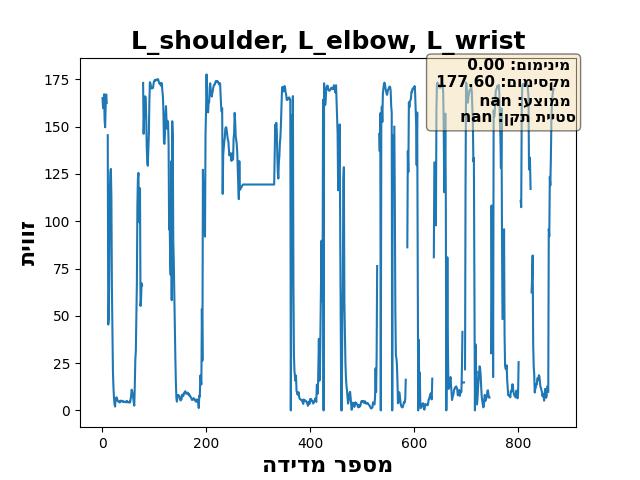 L_shoulder, L_elbow, L_wrist
מינימום: 0.00
מקסימום: 177.60
ממוצע: nan
סטיית תקן: nan
175
150
125
100
75
50
25
0
זווית
0 200 400 600 800
מספר מדידה